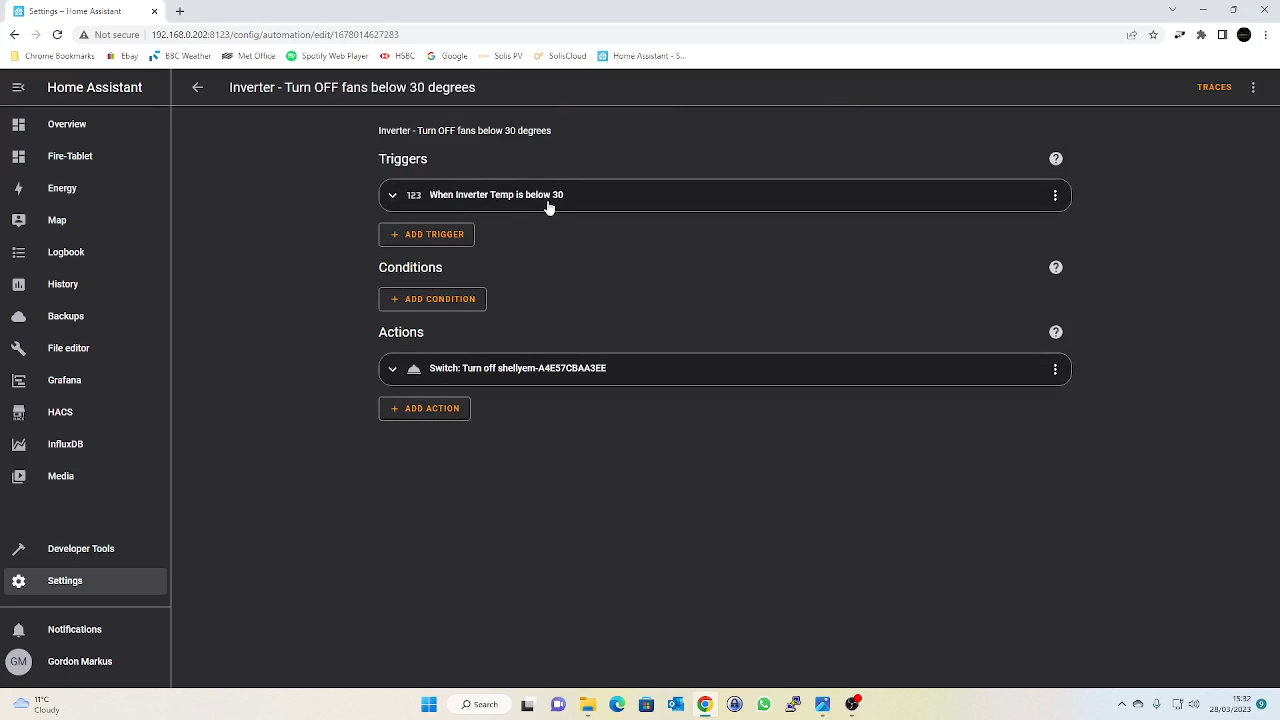 Settings – Home Assistant
Not secure
192.168.0.202:8123/config/automation/edit/1678014627283
Chrome Bookmarks
Ebay
BBC Weather
Met Office
Spotify Web Player
HSBC
Google
Solis PV
SolisCloud
Home Assistant - S...
Home Assistant
Inverter - Turn OFF fans below 30 degrees
TRACES
Overview
Fire-Tablet
Energy
Map
Logbook
History
Backups
File editor
Grafana
HACS
InfluxDB
Media
Developer Tools
Settings
Notifications
GM
Gordon Markus
Inverter - Turn OFF fans below 30 degrees
Triggers
123 When Inverter Temp is below 30
+ ADD TRIGGER
Conditions
+ ADD CONDITION
Actions
Switch: Turn off shellyem-A4E57CBAA3EE
+ ADD ACTION
11°C
Cloudy
Search
15:32
28/03/2023